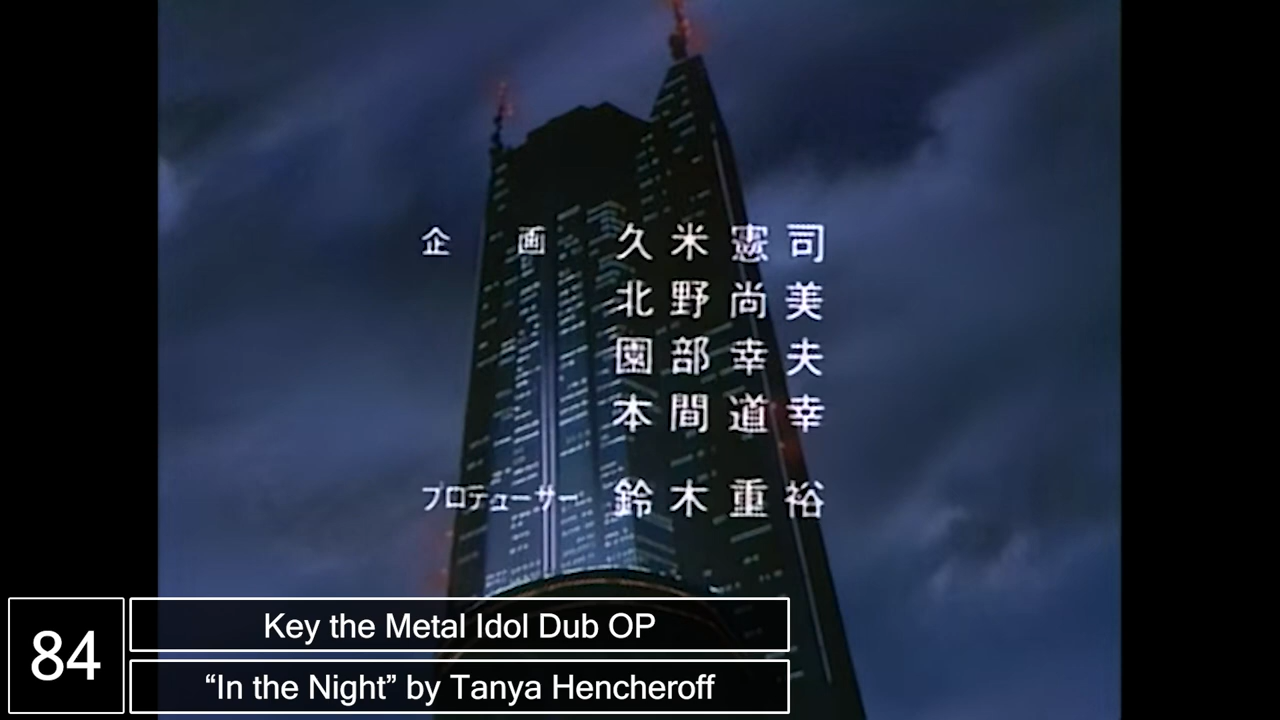 企 画 久米憲司
北野尚美
園部幸夫
本間道幸
プロデューサー 鈴木重裕
84
Key the Metal Idol Dub OP
“In the Night” by Tanya Hencheroff